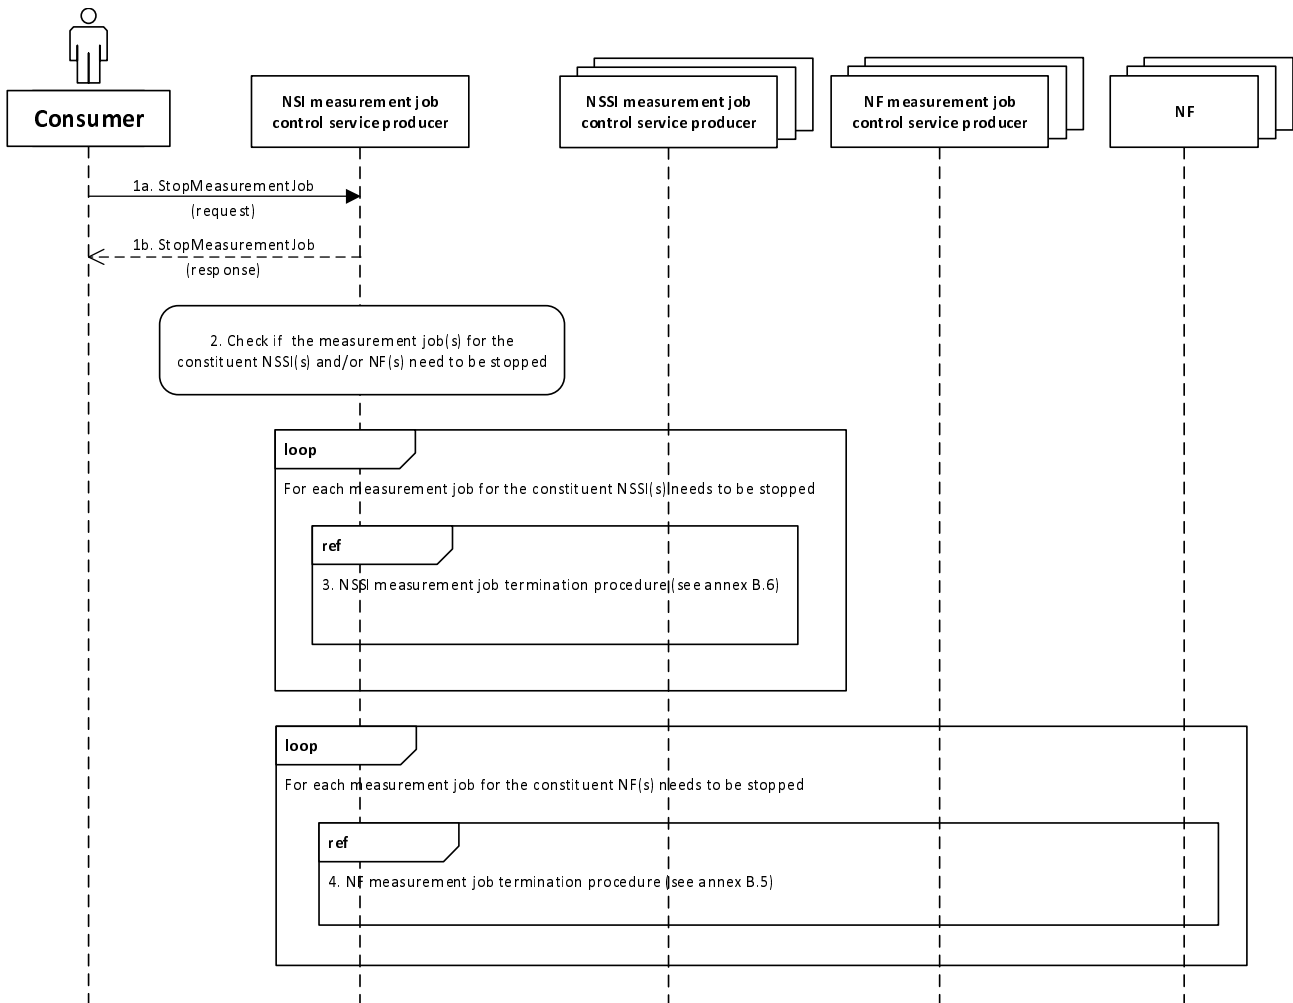 Consumer
NSI measurement job
control service producer
NSSI measurement job
control service producer
NF measurement job
control service producer
NF
1a. StopMeasurementJob
(request)
1b. StopMeasurementJob
(response)
2. Check if the measurement job(s) for the
constituent NSSI(s) and/or NF(s) need to be stopped
loop
For each measurement job for the constituent NSSI(s) needs to be stopped
ref
3. NSSI measurement job termination procedure (see annex B.6)
loop
For each measurement job for the constituent NF(s) needs to be stopped
ref
4. NF measurement job termination procedure (see annex B.5)